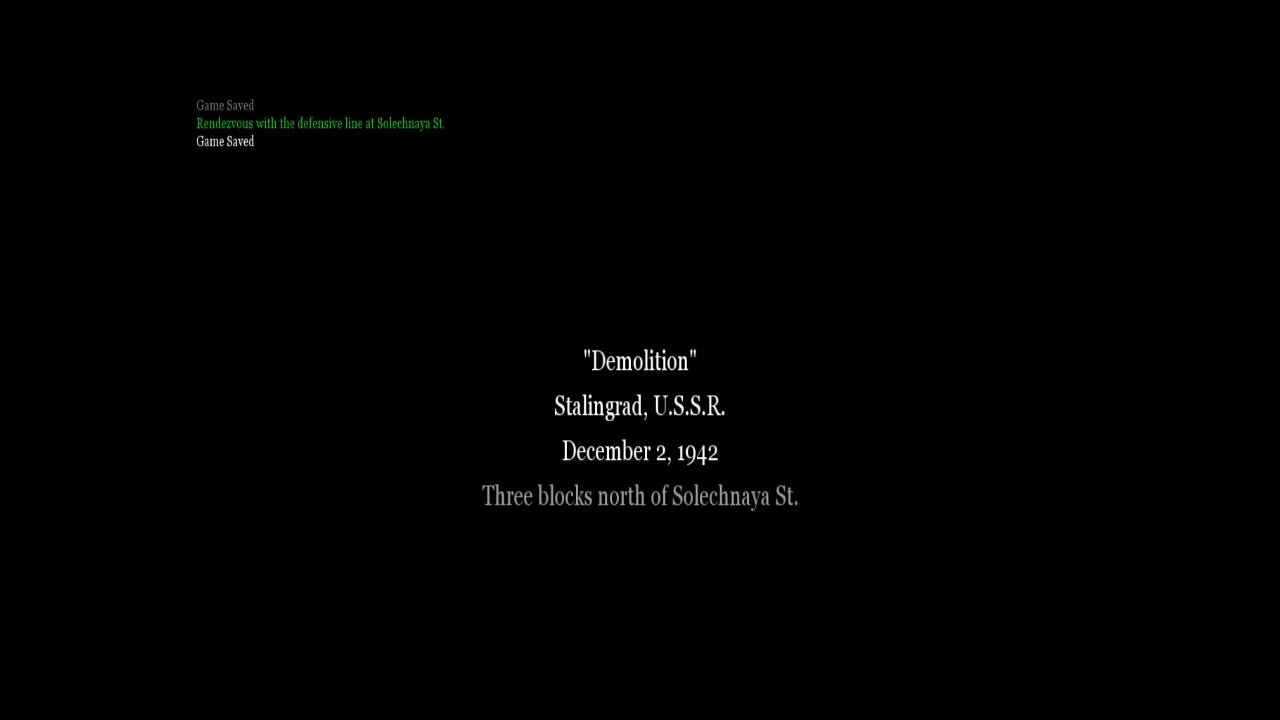 Game Saved
Rendezvous with the defensive line at Solechnaya St.
Game Saved
"Demolition"
Stalingrad, U.S.S.R.
December 2, 1942
Three blocks north of Solechnaya St.